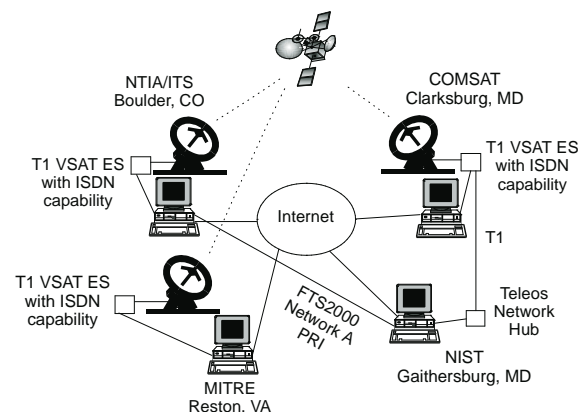 NTIA/ITS
Boulder, CO
COMSAT
Clarksburg, MD
T1 VSAT ES
with ISDN
capability
T1 VSAT ES
with ISDN
capability
Internet
T1
T1 VSAT ES
with ISDN
capability
FTS2000
Network A
PRI
Teleos
Network
Hub
MITRE
Reston, VA
NIST
Gaithersburg, MD